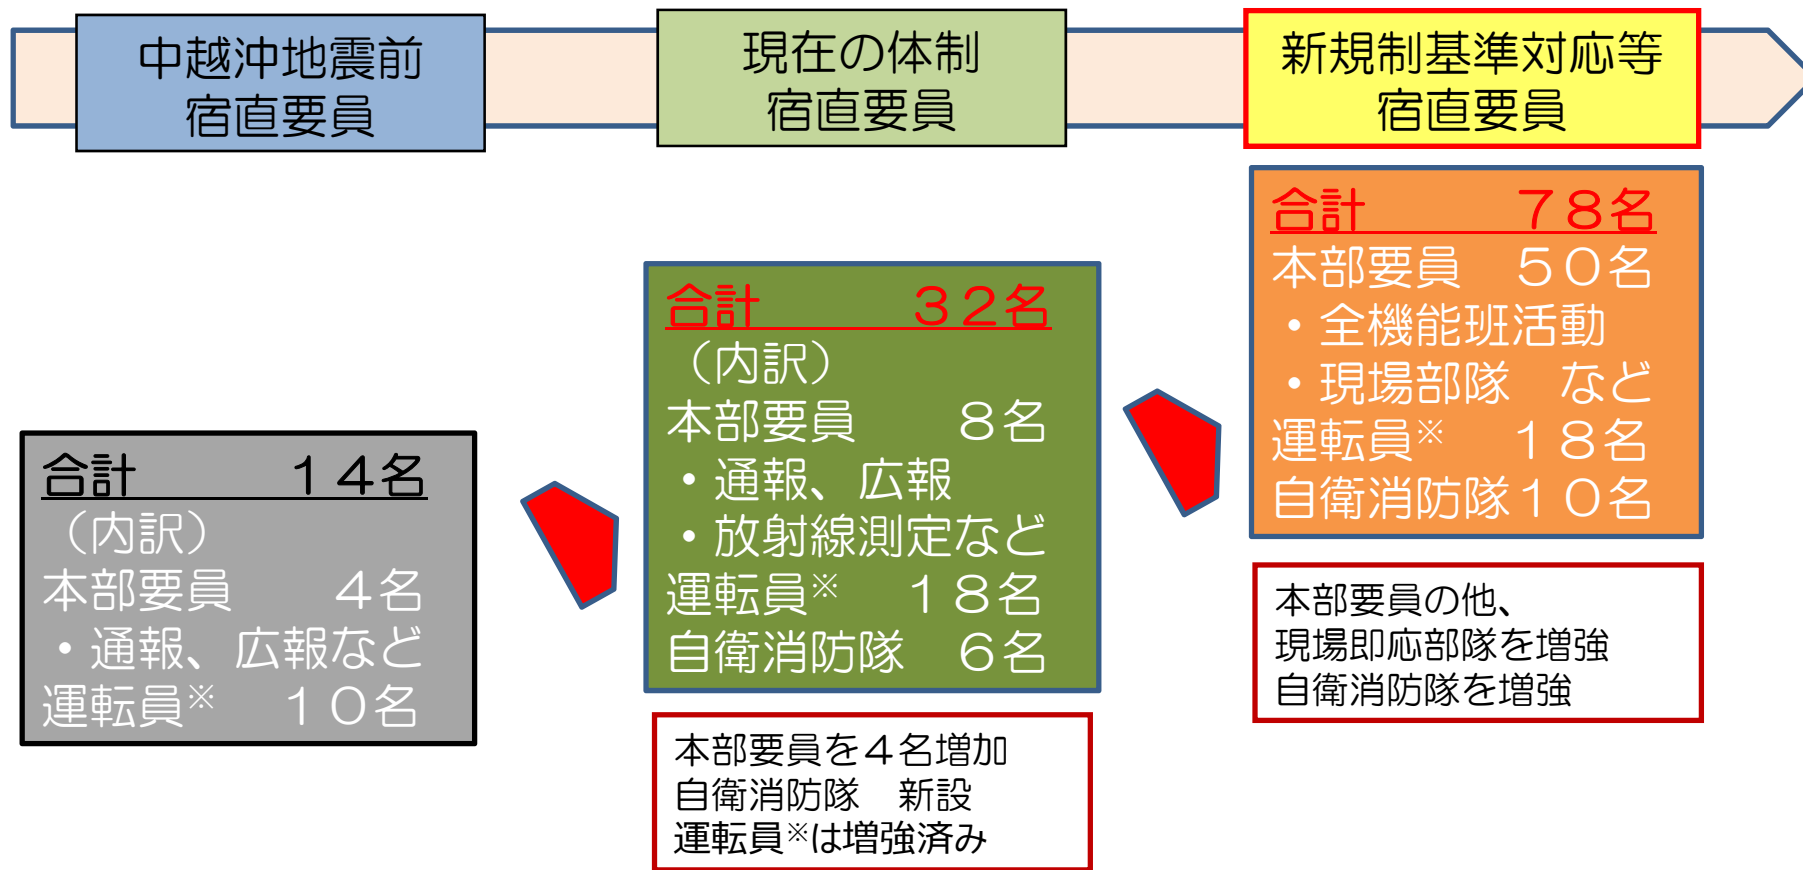 中越沖地震前
宿直要員
現在の体制
宿直要員
新規制基準対応等
宿直要員
合計　　　１４名
（内訳）
本部要員　　４名
・通報、広報など
運転員※　１０名
合計　　　３２名
（内訳）
本部要員　　８名
・通報、広報
・放射線測定など
運転員※　１８名
自衛消防隊　６名
本部要員を４名増加
自衛消防隊　新設
運転員※は増強済み
合計　　　７８名
本部要員　５０名
・全機能班活動
・現場部隊　など
運転員※　１８名
自衛消防隊１０名
本部要員の他、
現場即応部隊を増強
自衛消防隊を増強